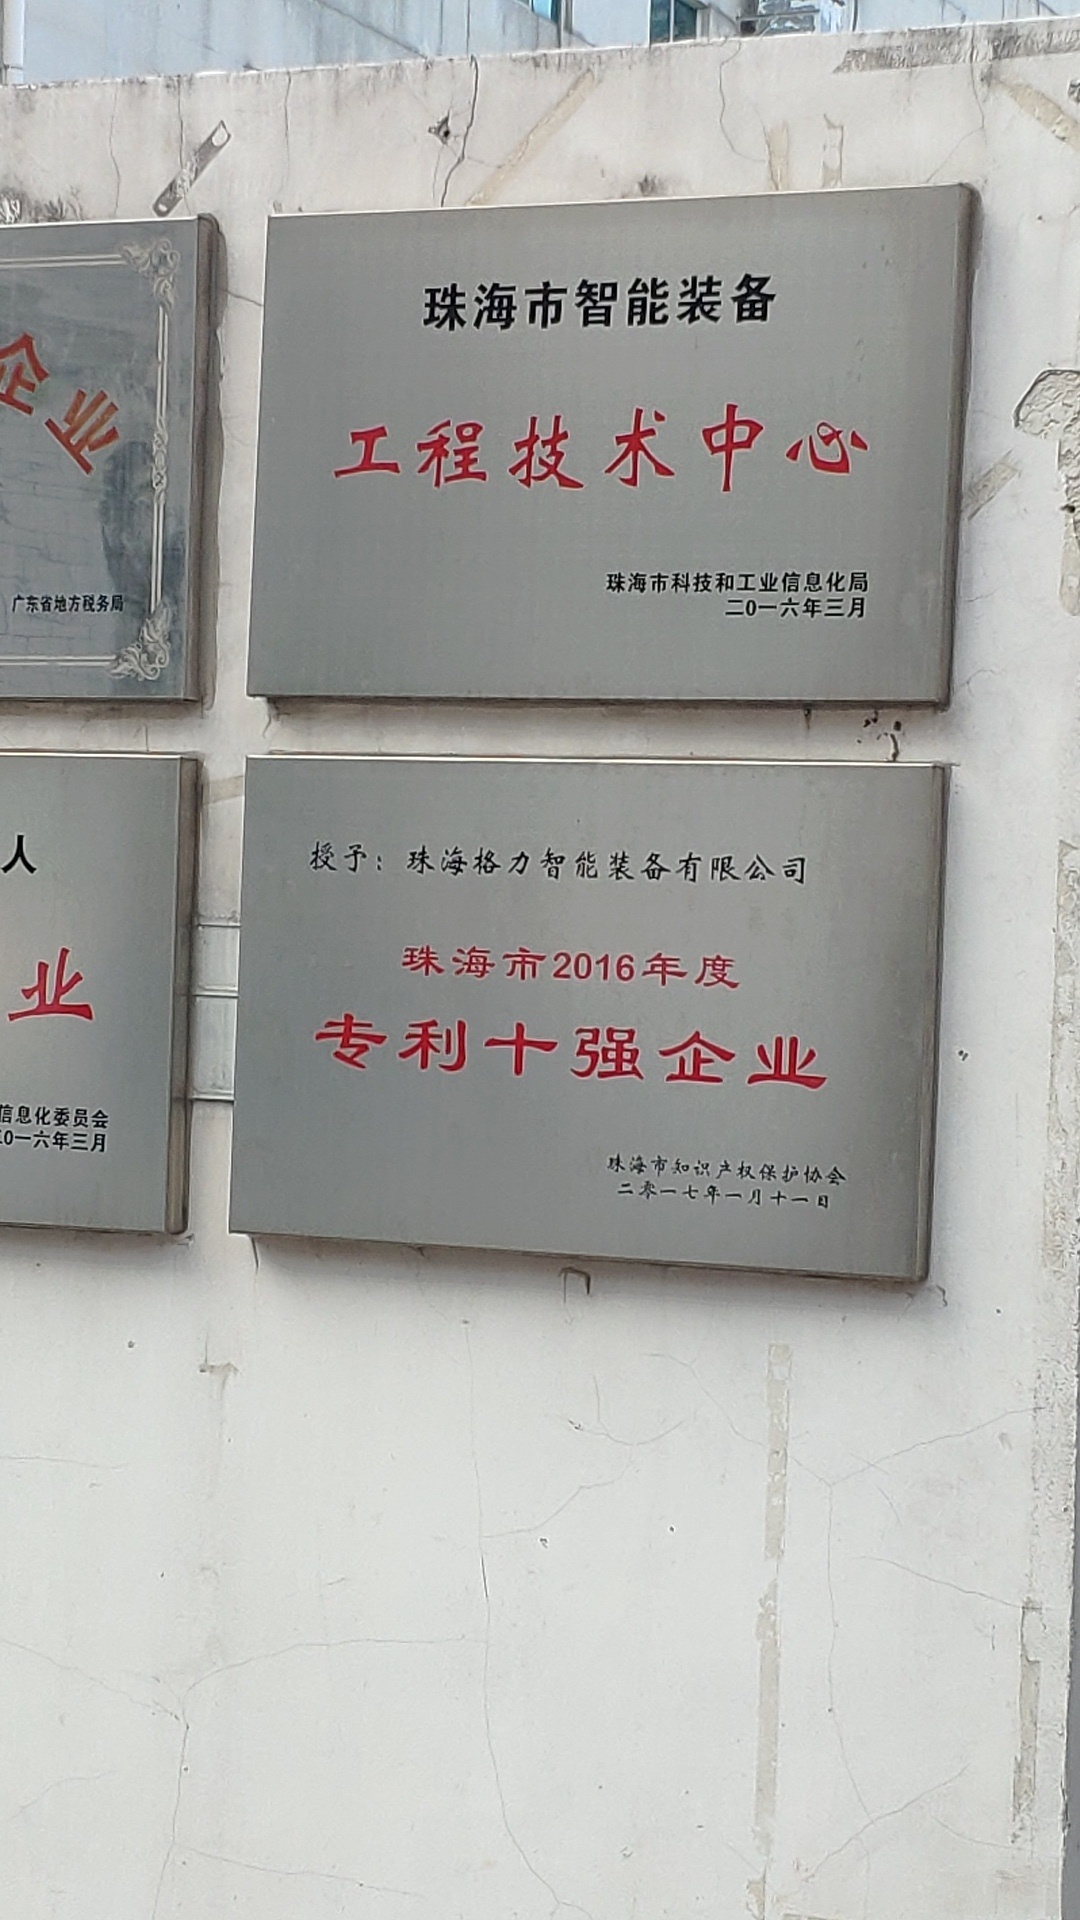 企业
广东省地方税务局
珠海市智能装备
工程技术中心
珠海市科技和工业信息化局
二0一六年三月
人
业
信息化委员会
0一六年三月
授予：珠海格力智能装备有限公司
珠海市2016年度
专利十强企业
珠海市知识产权保护协会
二零一七年一月十一日